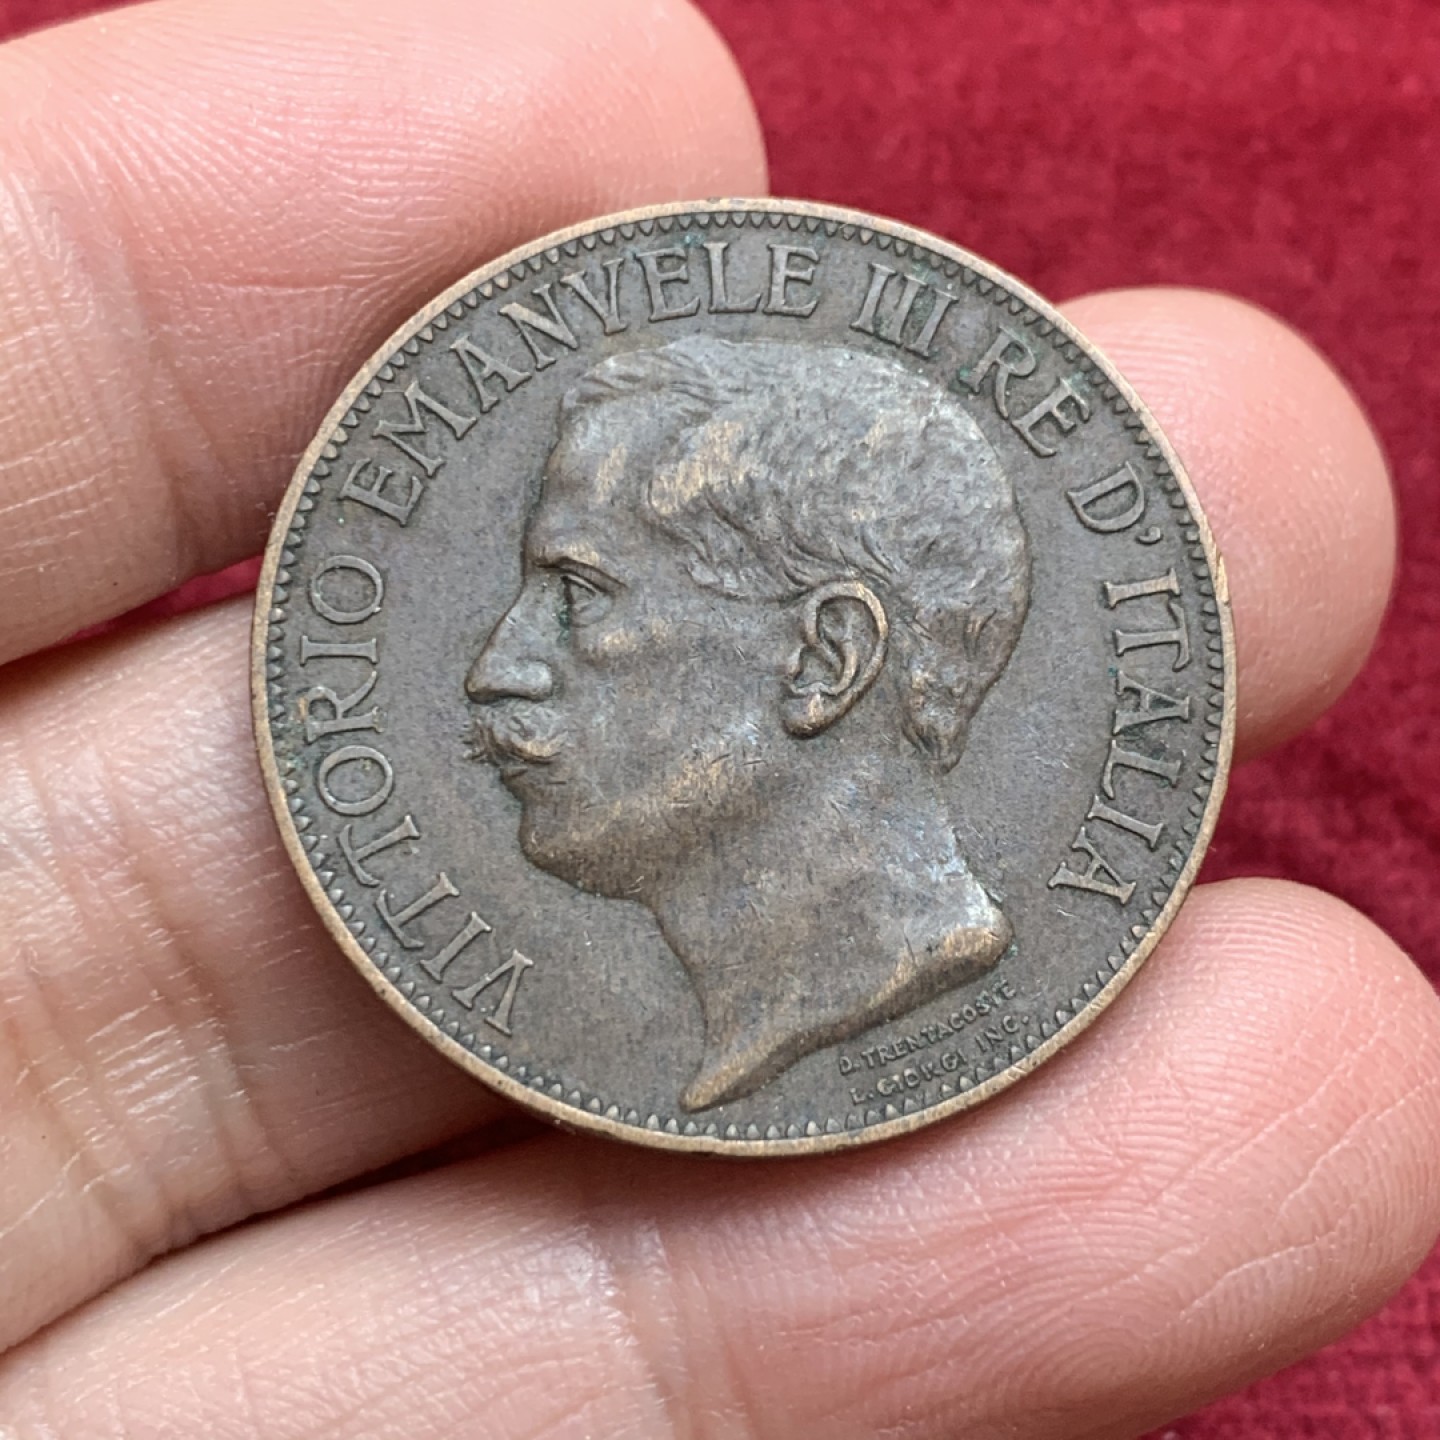 VITTORIO EMANVELE III RE D'ITALIA
D. TRENTACOSTE
L. GIORGI INC.